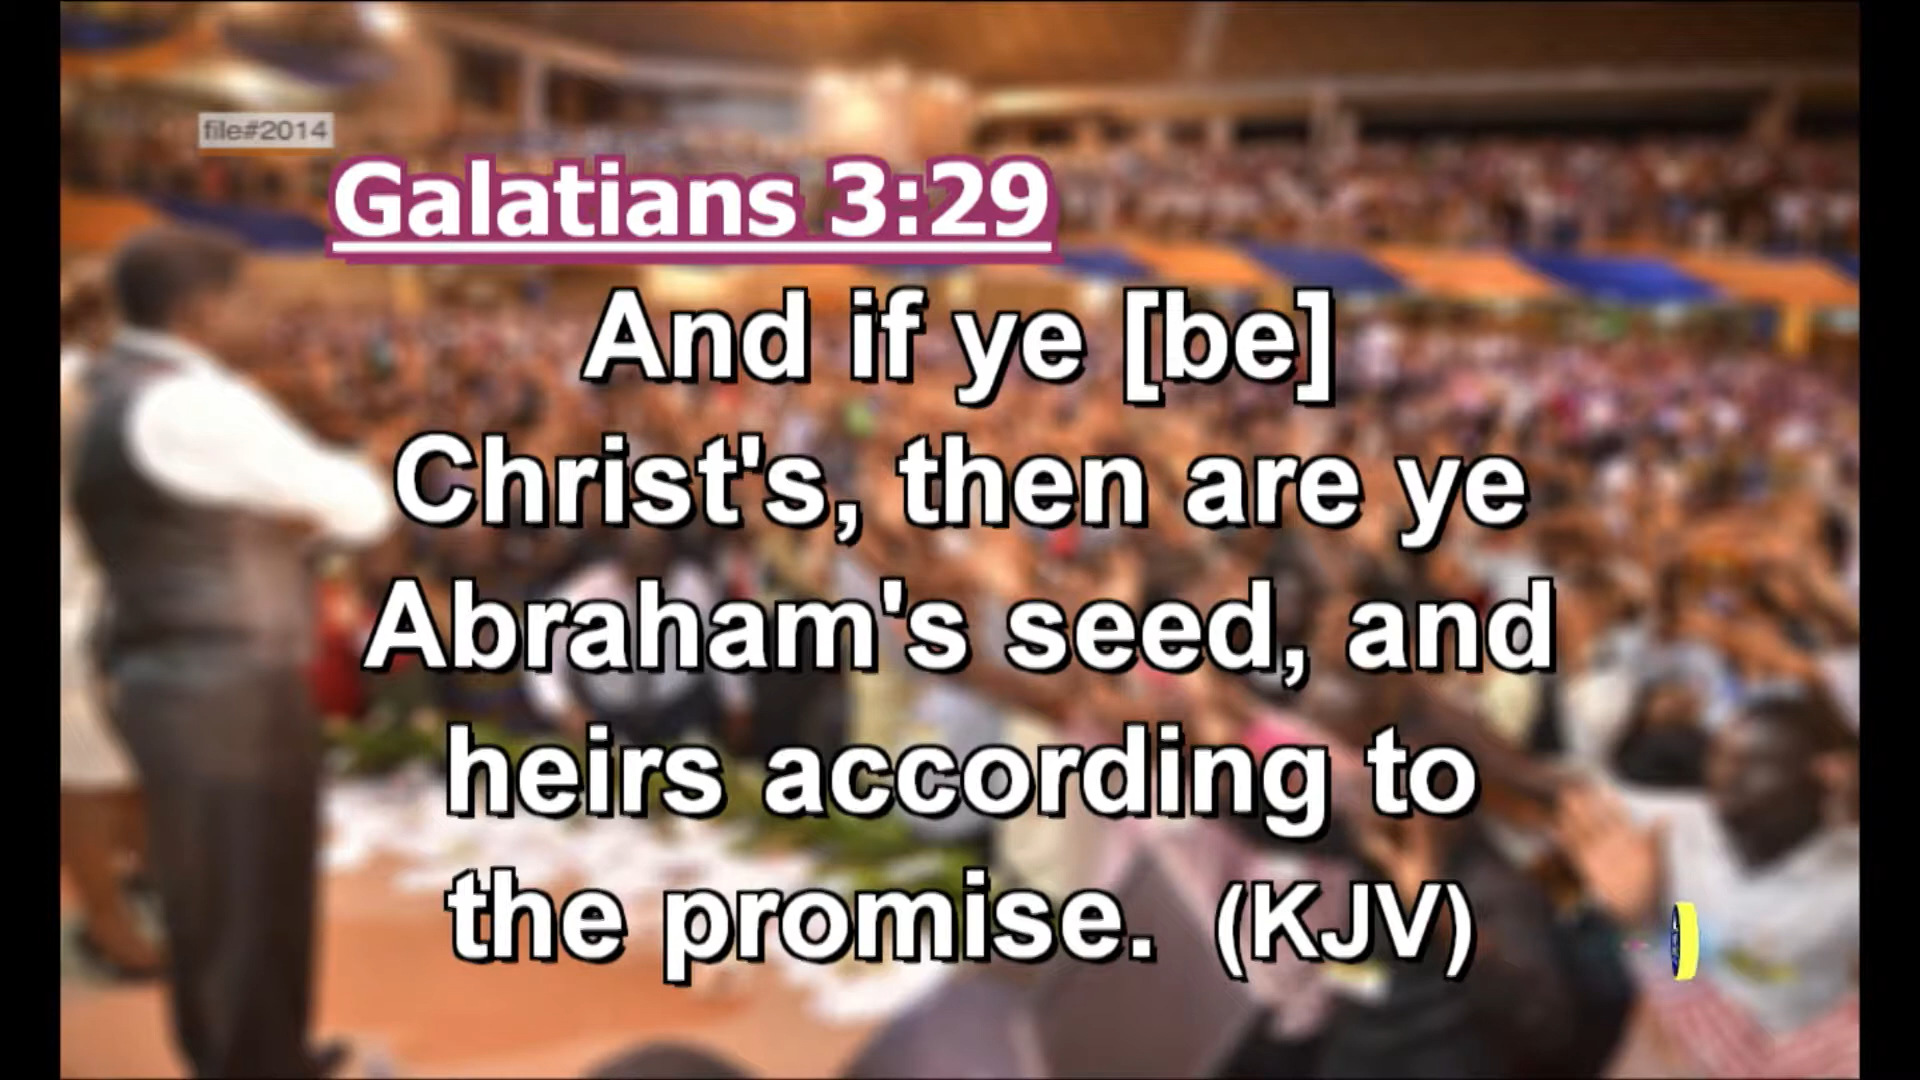 file#2014
Galatians 3:29
And if ye [be]
Christ's, then are ye
Abraham's seed, and
heirs according to
the promise. (KJV)